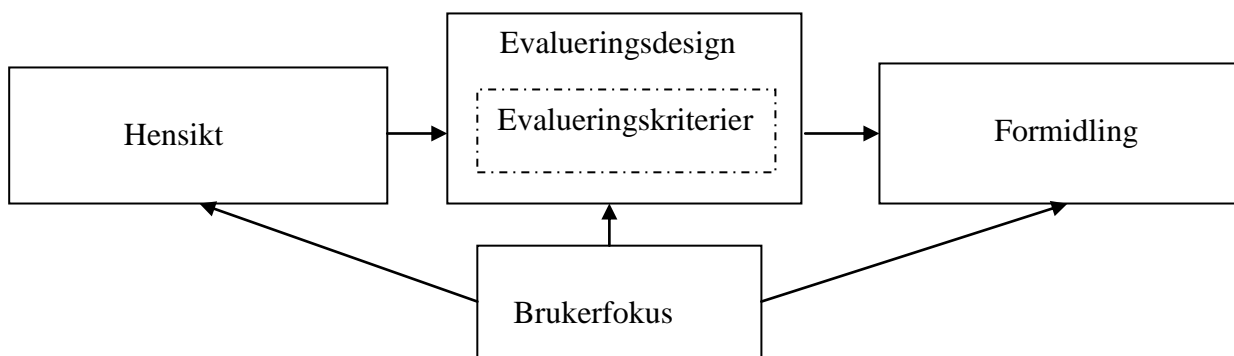 Evalueringsdesign
Evalueringskriterier
Hensikt
Formidling
Brukerfokus